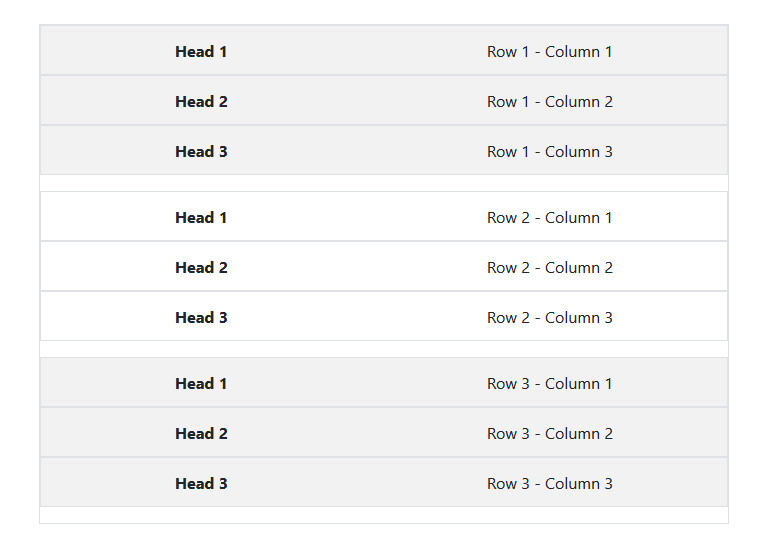 Head 1 Row 1 - Column 1
Head 2 Row 1 - Column 2
Head 3 Row 1 - Column 3
Head 1 Row 2 - Column 1
Head 2 Row 2 - Column 2
Head 3 Row 2 - Column 3
Head 1 Row 3 - Column 1
Head 2 Row 3 - Column 2
Head 3 Row 3 - Column 3